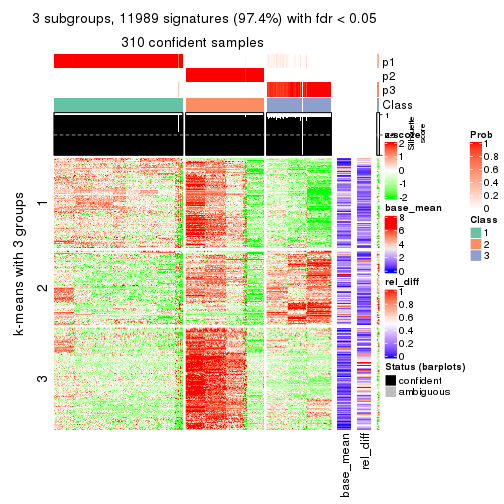 3 subgroups, 11989 signatures (97.4%) with fdr < 0.05
310 confident samples
p1
p2
p3
Class
1
Silhouette
score
z-score
2
1
0
-1
-2
Prob
1
0.8
0.6
0.4
0.2
0
base_mean
8
6
4
2
0
Class
1
2
3
rel_diff
1
0.8
0.6
0.4
0.2
0
Status (barplots)
confident
ambiguous
k-means with 3 groups
1
2
3
base_mean
rel_diff